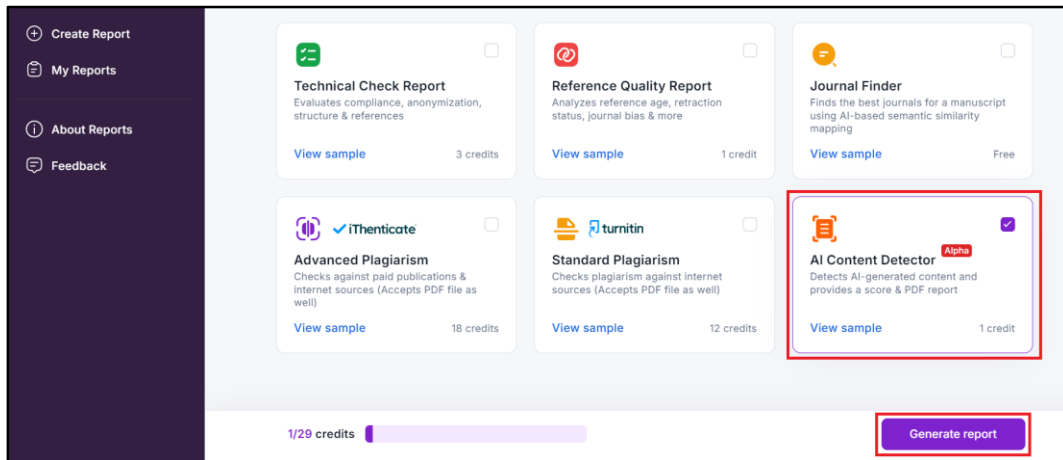 Create Report
My Reports
About Reports
Feedback
Technical Check Report
Evaluates compliance, anonymization,
structure & references
View sample
3 credits
Reference Quality Report
Analyzes reference age, retraction
status, journal bias & more
View sample
1 credit
Journal Finder
Finds the best journals for a manuscript
using AI-based semantic similarity
mapping
View sample
Free
iThenticate
Advanced Plagiarism
Checks against paid publications &
internet sources (Accepts PDF file as
well)
View sample
18 credits
turnitin
Standard Plagiarism
Checks plagiarism against internet
sources (Accepts PDF file as well)
View sample
12 credits
Alpha
AI Content Detector
Detects AI-generated content and
provides a score & PDF report
View sample
1 credit
1/29 credits
Generate report